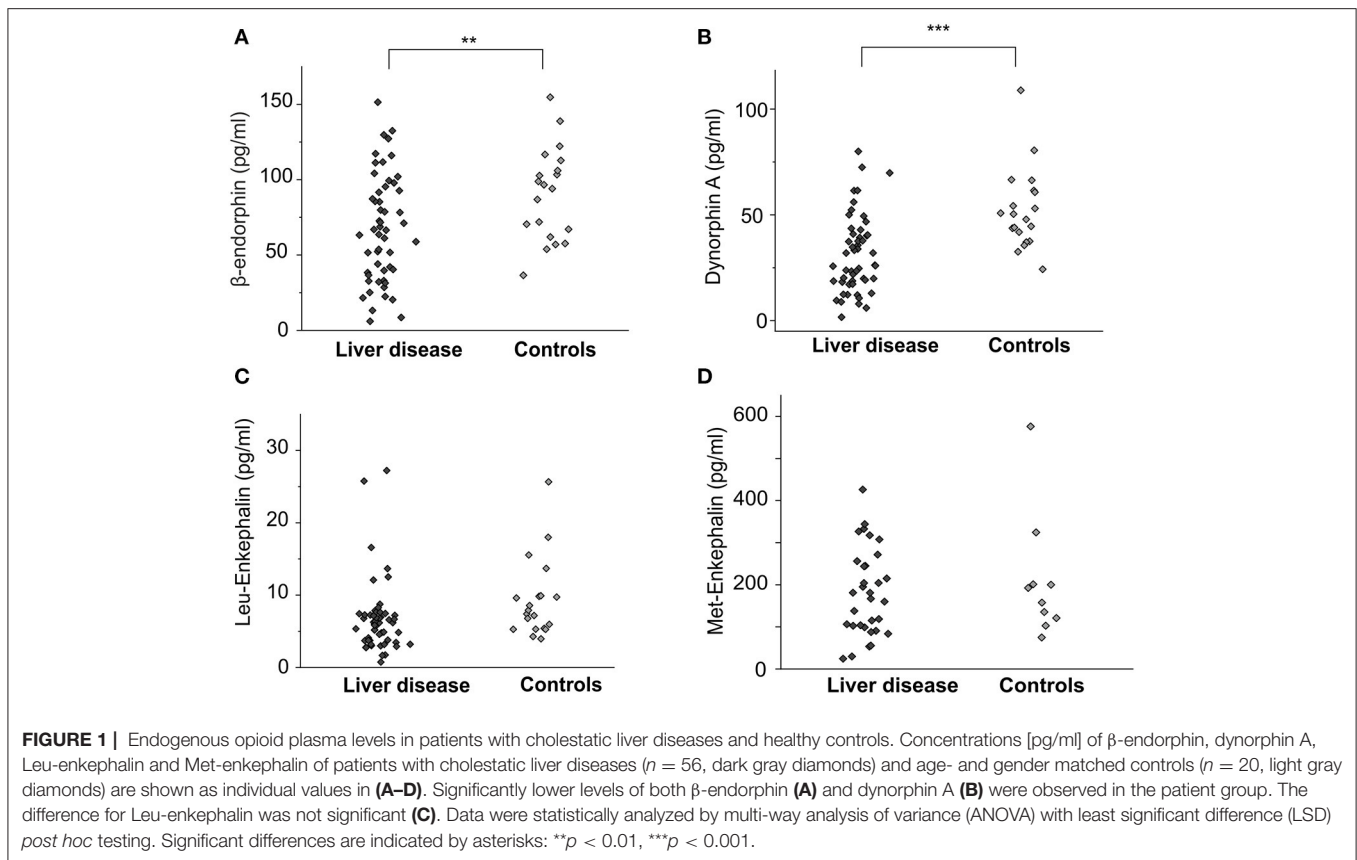 A
**
β-endorphin (pg/ml)
150
100
50
0
Liver disease
Controls
B
***
Dynorphin A (pg/ml)
100
50
0
Liver disease
Controls
C
Leu-Enkephalin (pg/ml)
30
20
10
0
Liver disease
Controls
D
Met-Enkephalin (pg/ml)
600
400
200
0
Liver disease
Controls
FIGURE 1 | Endogenous opioid plasma levels in patients with cholestatic liver diseases and healthy controls. Concentrations [pg/ml] of β-endorphin, dynorphin A,
Leu-enkephalin and Met-enkephalin of patients with cholestatic liver diseases (n = 56, dark gray diamonds) and age- and gender matched controls (n = 20, light gray
diamonds) are shown as individual values in (A–D). Significantly lower levels of both β-endorphin (A) and dynorphin A (B) were observed in the patient group. The
difference for Leu-enkephalin was not significant (C). Data were statistically analyzed by multi-way analysis of variance (ANOVA) with least significant difference (LSD)
post hoc testing. Significant differences are indicated by asterisks: **p < 0.01, ***p < 0.001.